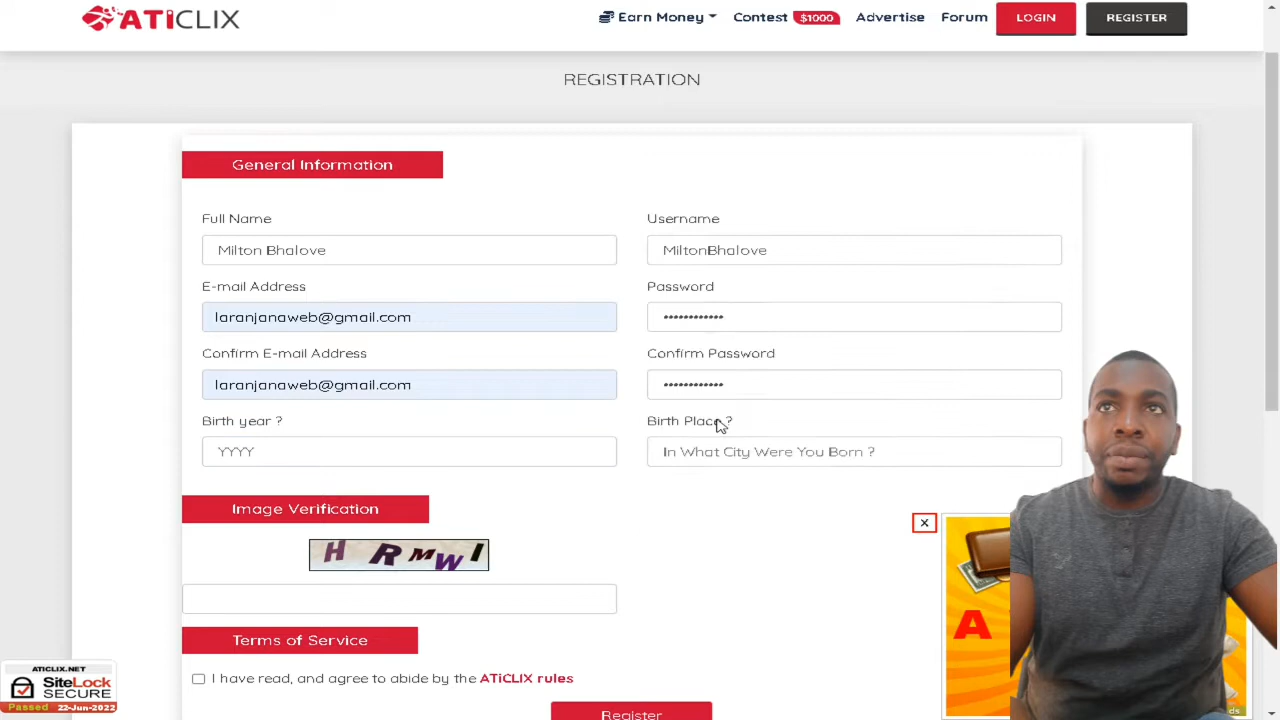 ATiCLIX
Earn Money Contest $1000 Advertise Forum LOGIN REGISTER
REGISTRATION
General Information
Full Name Username
Milton Bhalove MiltonBhalove
E-mail Address Password
laranjanaweb@gmail.com ••••••••••••
Confirm E-mail Address Confirm Password
laranjanaweb@gmail.com ••••••••••••
Birth year ? Birth Place ?
YYYY In What City Were You Born ?
Image Verification
H R M W I
X
A
Terms of Service
I have read, and agree to abide by the ATiCLIX rules
Register
ATICLIX.NET
SiteLock
SECURE
Passed 22-Jun-2022
ds